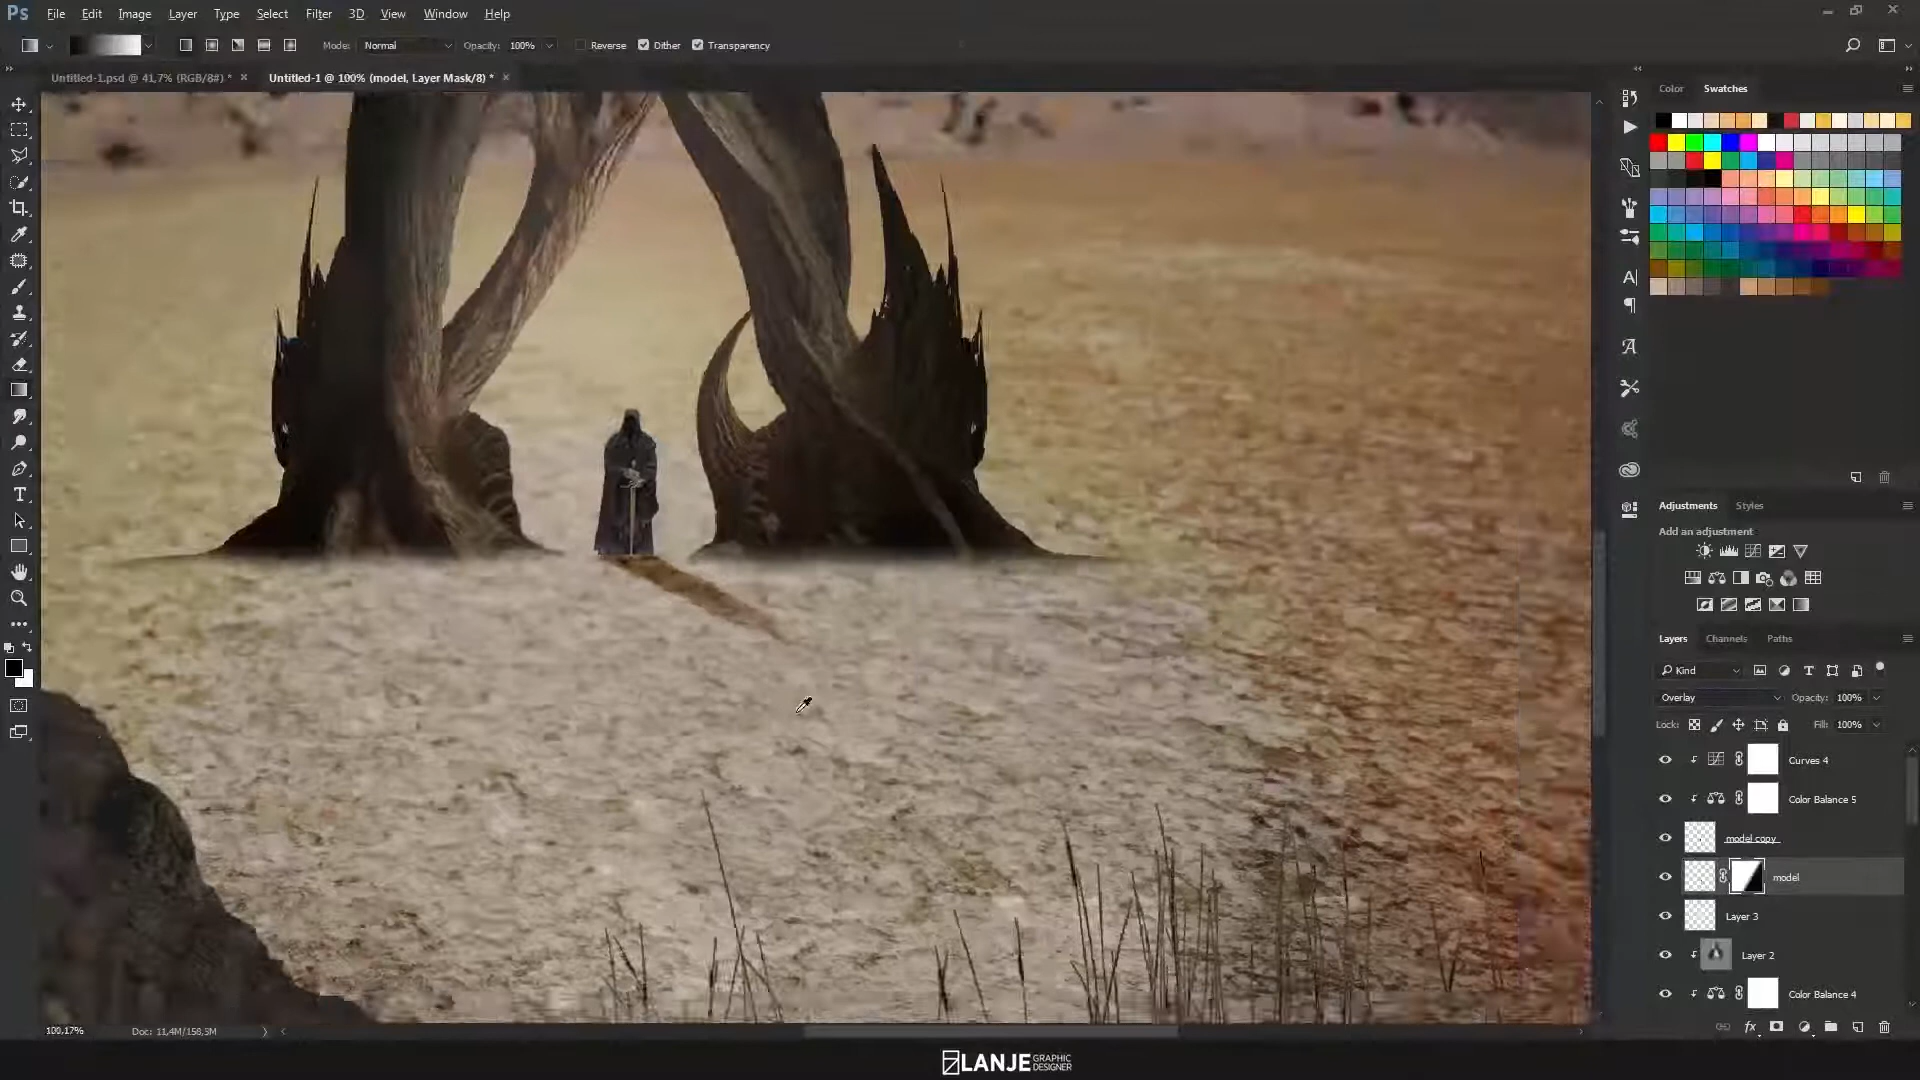 Ps File Edit Image Layer Type Select Filter 3D View Window Help
Mode: Normal Opacity: 100% Reverse Dither Transparency
Untitled-1.psd @ 41,7% (RGB/8#) * × Untitled-1 @ 100% (model, Layer Mask/8) * ×
Color Swatches
Adjustments Styles
Add an adjustment
Layers Channels Paths
Kind
Overlay Opacity: 100%
Lock: Fill: 100%
Curves 4
Color Balance 5
model copy
model
Layer 3
Layer 2
Color Balance 4
100,17% Doc: 11,4M/158,5M
LANJE GRAPHIC DESIGNER